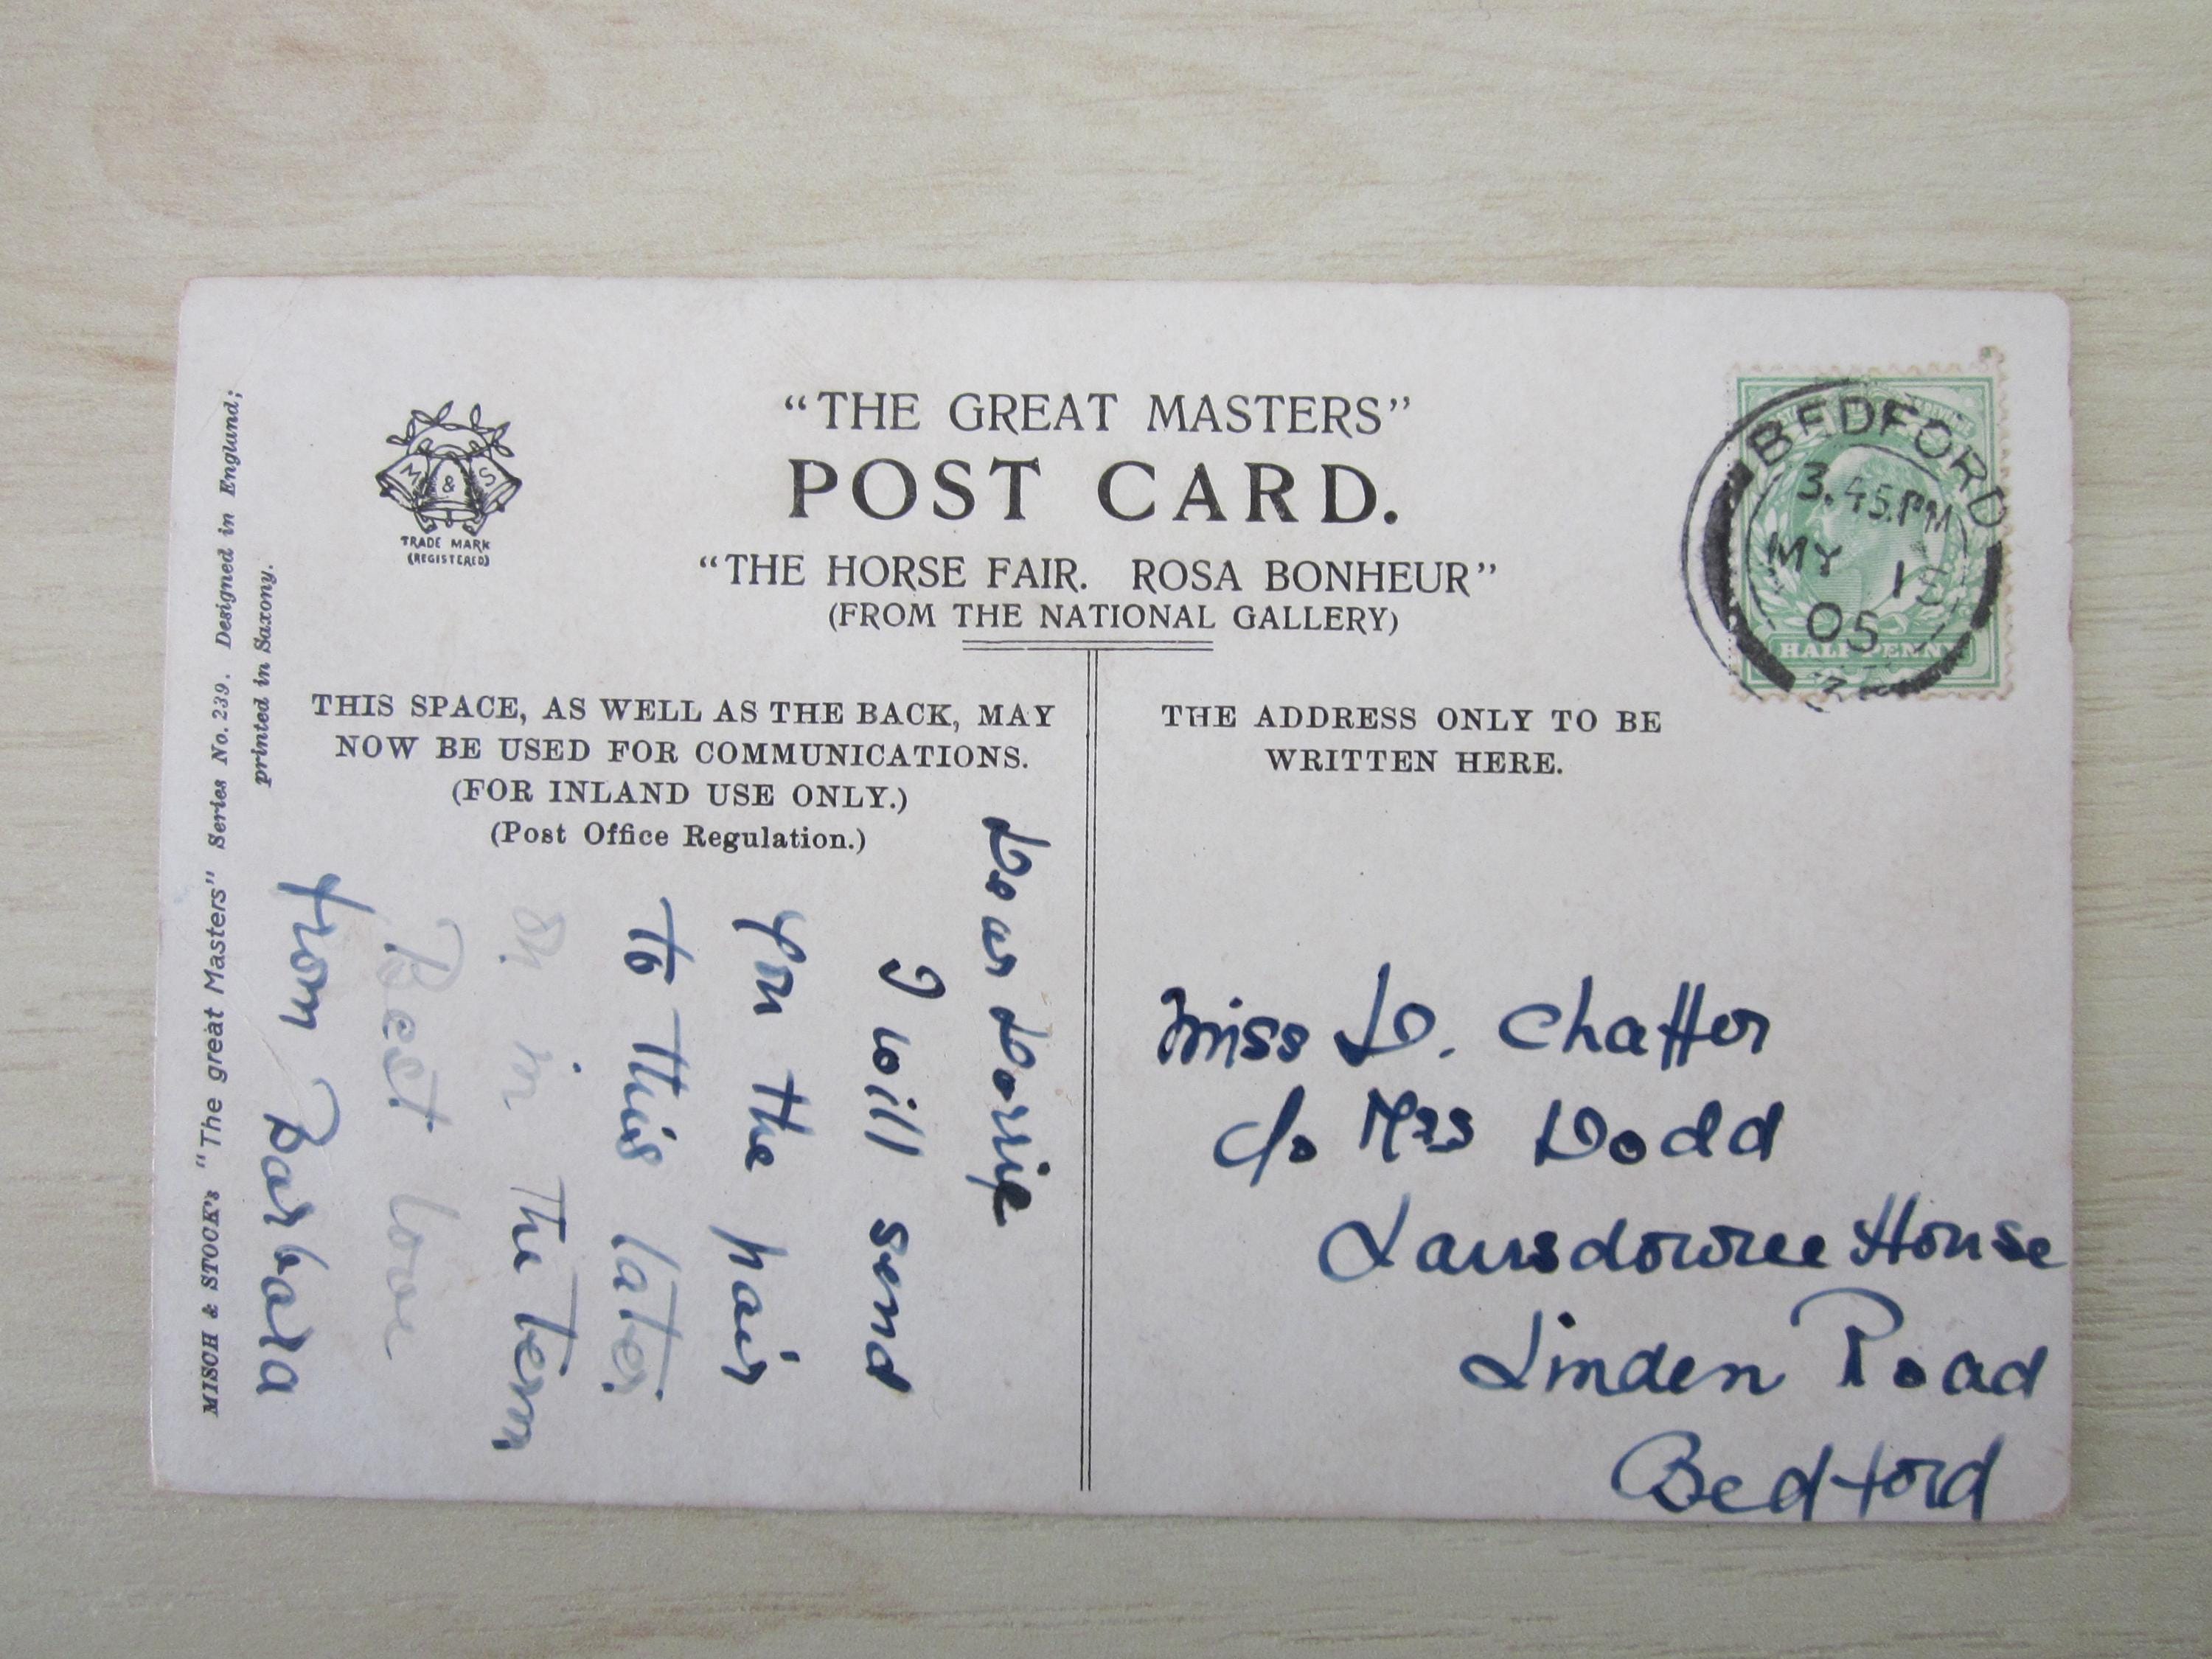 "THE GREAT MASTERS"
POST CARD.
"THE HORSE FAIR. ROSA BONHEUR"
(FROM THE NATIONAL GALLERY)
M & S
TRADE MARK
(REGISTERED)
BEDFORD
3.45.PM
MY 15
05
HALFPENNY
MISCH & STOCK's "The great Masters" Series No. 239. Designed in England;
printed in Saxony.
THIS SPACE, AS WELL AS THE BACK, MAY
NOW BE USED FOR COMMUNICATIONS.
(FOR INLAND USE ONLY.)
(Post Office Regulation.)
Dear Dorrie
I will send
you the pair
to this later
on in the term
Best love
from Barbara
THE ADDRESS ONLY TO BE
WRITTEN HERE.
Miss D. Chatter
c/o Mrs Dodd
Lansdowne House
Linden Road
Bedford